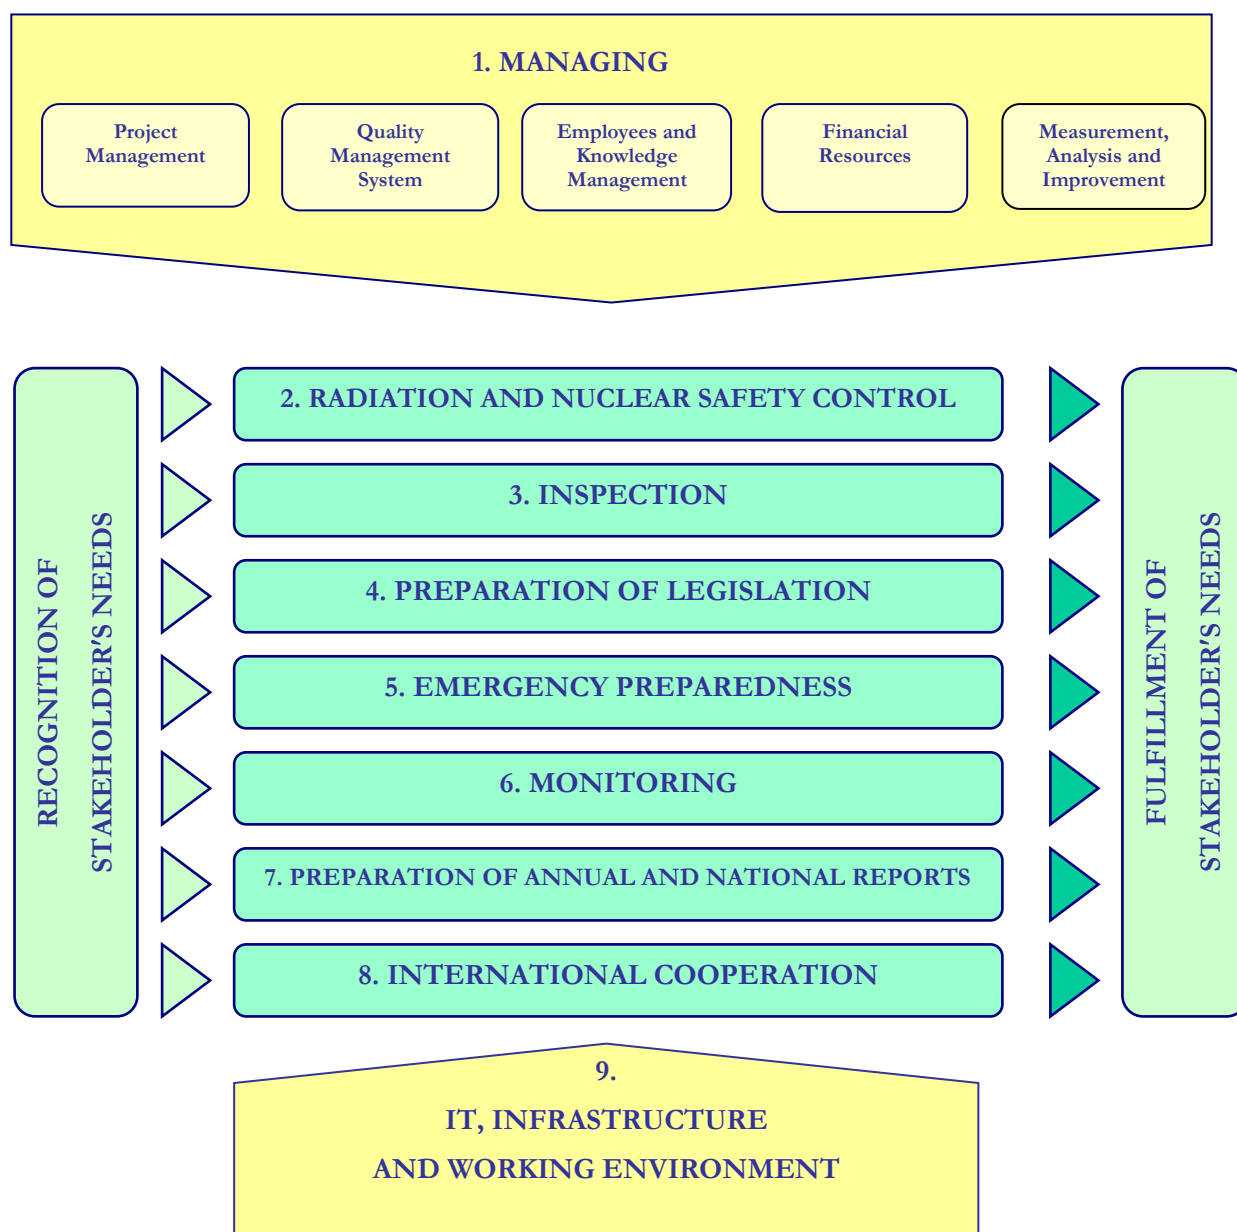 1. MANAGING
Project
Management
Quality
Management
System
Employees and
Knowledge
Management
Financial
Resources
Measurement,
Analysis and
Improvement
RECOGNITION OF
STAKEHOLDER'S NEEDS
2. RADIATION AND NUCLEAR SAFETY CONTROL
3. INSPECTION
4. PREPARATION OF LEGISLATION
5. EMERGENCY PREPAREDNESS
6. MONITORING
7. PREPARATION OF ANNUAL AND NATIONAL REPORTS
8. INTERNATIONAL COOPERATION
FULFILLMENT OF
STAKEHOLDER'S NEEDS
9.
IT, INFRASTRUCTURE
AND WORKING ENVIRONMENT